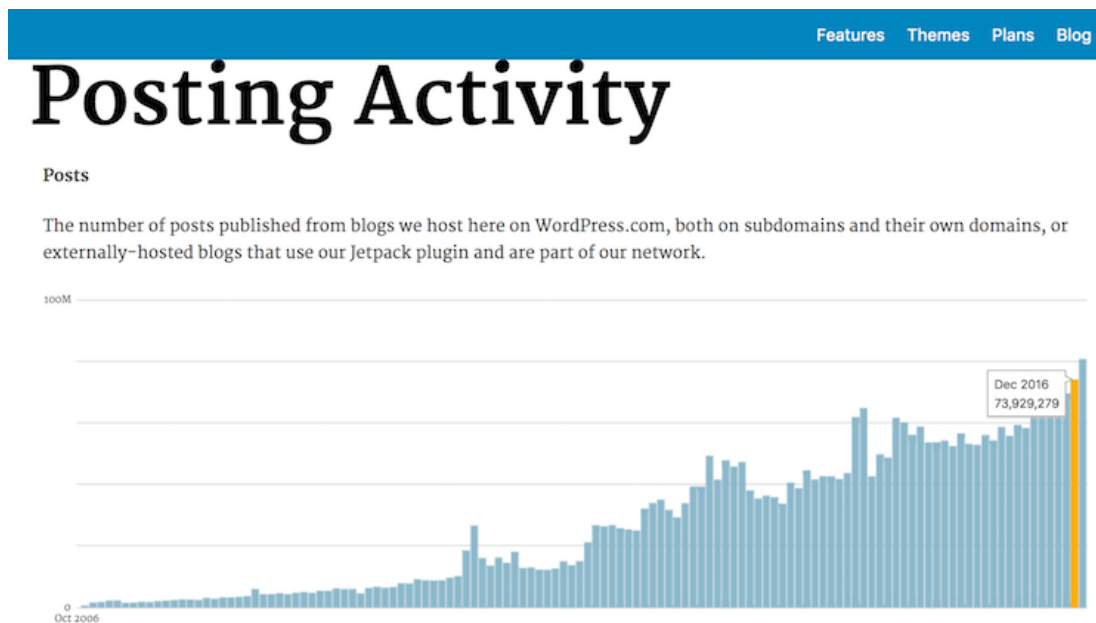 Features Themes Plans Blog
Posting Activity
Posts
The number of posts published from blogs we host here on WordPress.com, both on subdomains and their own domains, or
externally-hosted blogs that use our Jetpack plugin and are part of our network.
100M
Dec 2016
73,929,279
0
Oct 2006